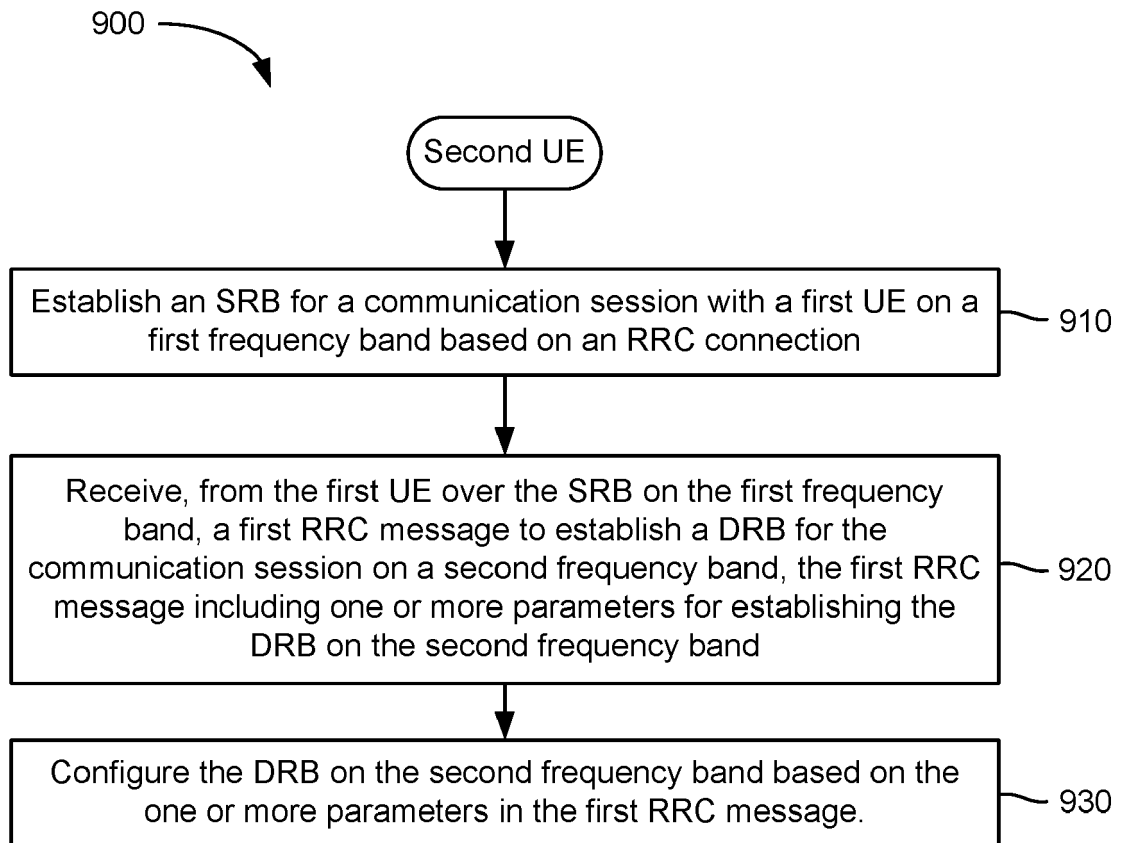 900
Second UE
Establish an SRB for a communication session with a first UE on a
first frequency band based on an RRC connection
910
Receive, from the first UE over the SRB on the first frequency
band, a first RRC message to establish a DRB for the
communication session on a second frequency band, the first RRC
message including one or more parameters for establishing the
DRB on the second frequency band
920
Configure the DRB on the second frequency band based on the
one or more parameters in the first RRC message.
930